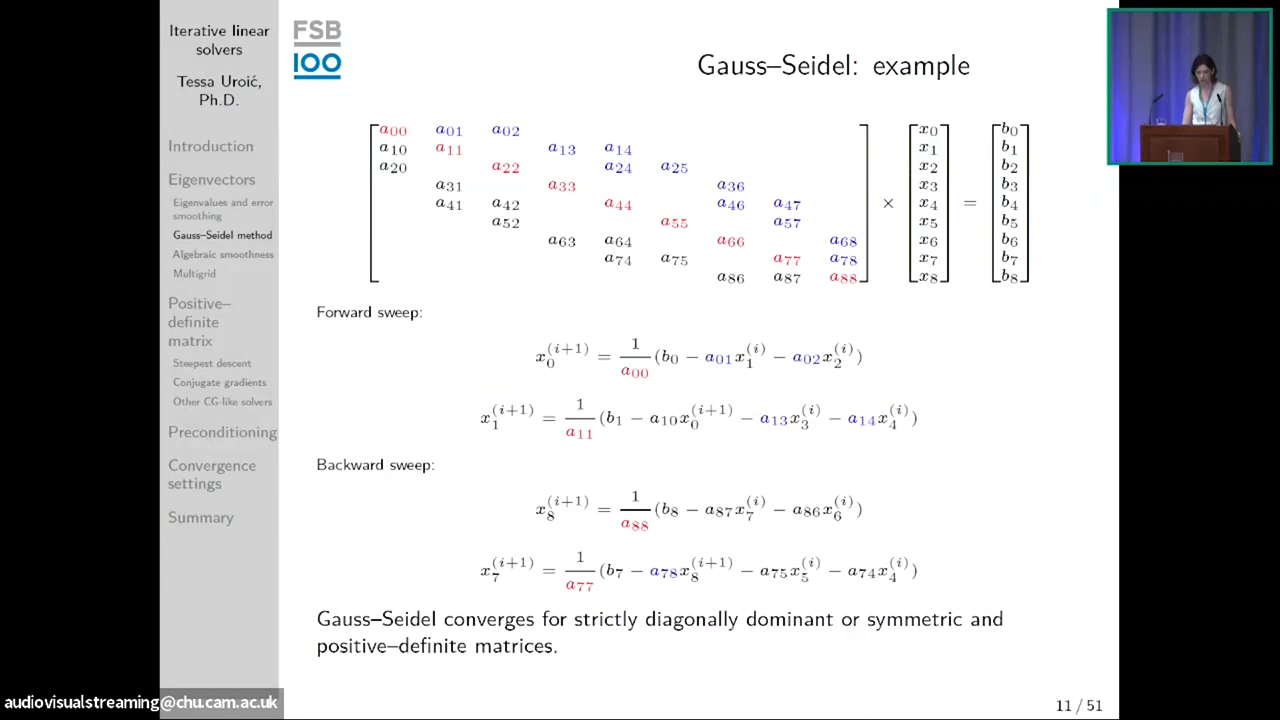 Iterative linear
solvers
Tessa Uroić,
Ph.D.
Introduction
Eigenvectors
Eigenvalues and error
smoothing
Gauss–Seidel method
Algebraic smoothness
Multigrid
Positive–
definite
matrix
Steepest descent
Conjugate gradients
Other CG-like solvers
Preconditioning
Convergence
settings
Summary
FSB
100
Gauss–Seidel: example
a₀₀ a₀₁ a₀₂ x₀ b₀
a₁₀ a₁₁ a₁₃ a₁₄ x₁ b₁
a₂₀ a₂₂ a₂₄ a₂₅ x₂ b₂
a₃₁ a₃₃ a₃₆ x₃ b₃
a₄₁ a₄₂ a₄₄ a₄₆ a₄₇ × x₄ = b₄
a₅₂ a₅₅ a₅₇ x₅ b₅
a₆₃ a₆₄ a₆₆ a₆₈ x₆ b₆
a₇₄ a₇₅ a₇₇ a₇₈ x₇ b₇
a₈₆ a₈₇ a₈₈ x₈ b₈
Forward sweep:
x₀^(i+1) = 1/a₀₀ (b₀ − a₀₁x₁^(i) − a₀₂x₂^(i))
x₁^(i+1) = 1/a₁₁ (b₁ − a₁₀x₀^(i+1) − a₁₃x₃^(i) − a₁₄x₄^(i))
Backward sweep:
x₈^(i+1) = 1/a₈₈ (b₈ − a₈₇x₇^(i) − a₈₆x₆^(i))
x₇^(i+1) = 1/a₇₇ (b₇ − a₇₈x₈^(i+1) − a₇₅x₅^(i) − a₇₄x₄^(i))
Gauss–Seidel converges for strictly diagonally dominant or symmetric and
positive–definite matrices.
11 / 51
audiovisualstreaming@chu.cam.ac.uk